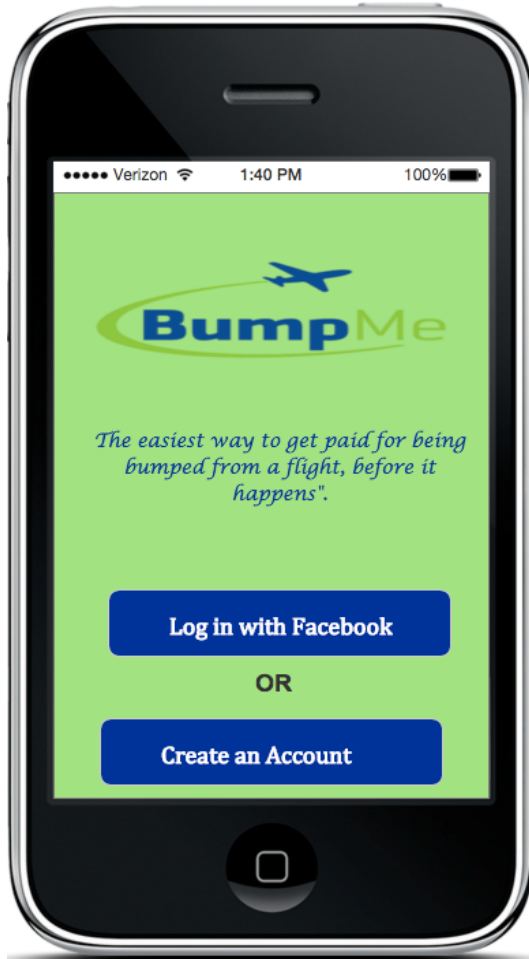 Verizon 1:40 PM 100%
BumpMe
The easiest way to get paid for being
bumped from a flight, before it
happens".
Log in with Facebook
OR
Create an Account